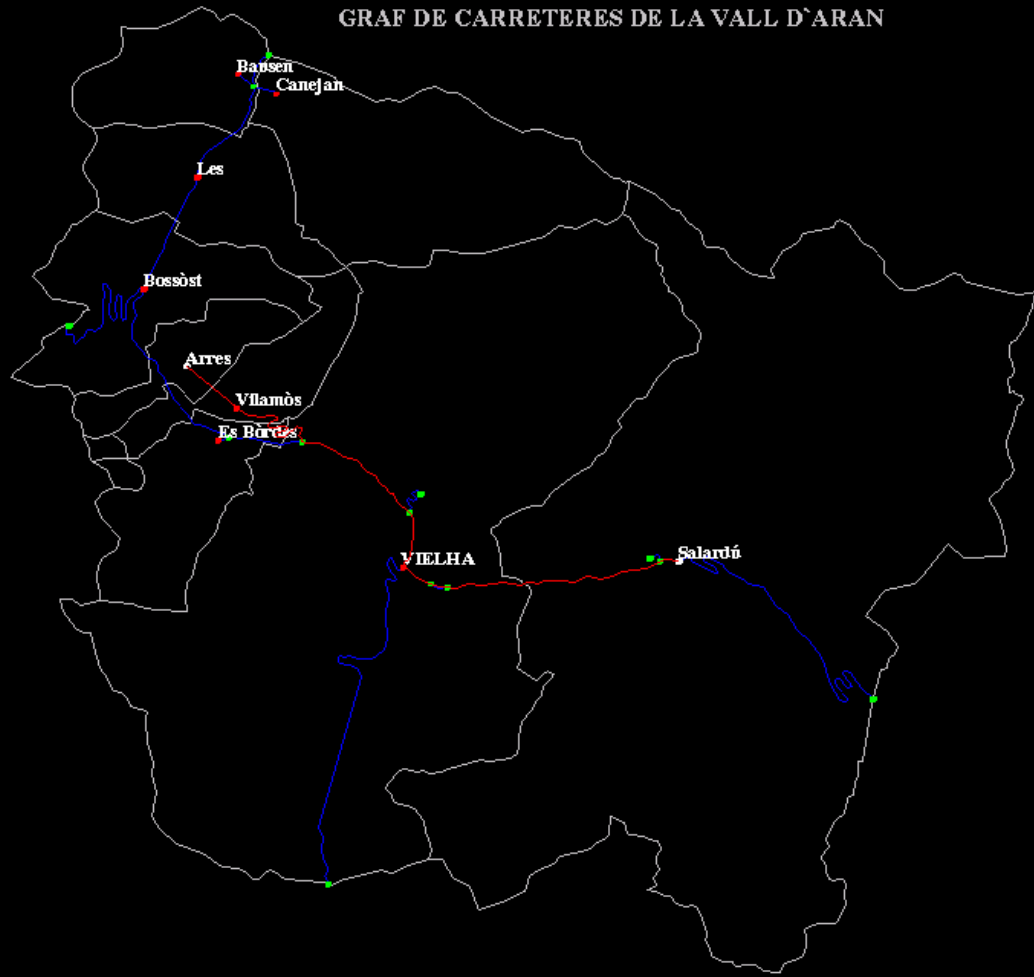 GRAF DE CARRETERES DE LA VALL D`ARAN
Bausen
Canejan
Les
Bossòst
Arres
Vilamòs
Es Bòrdes
VIELHA
Salardú